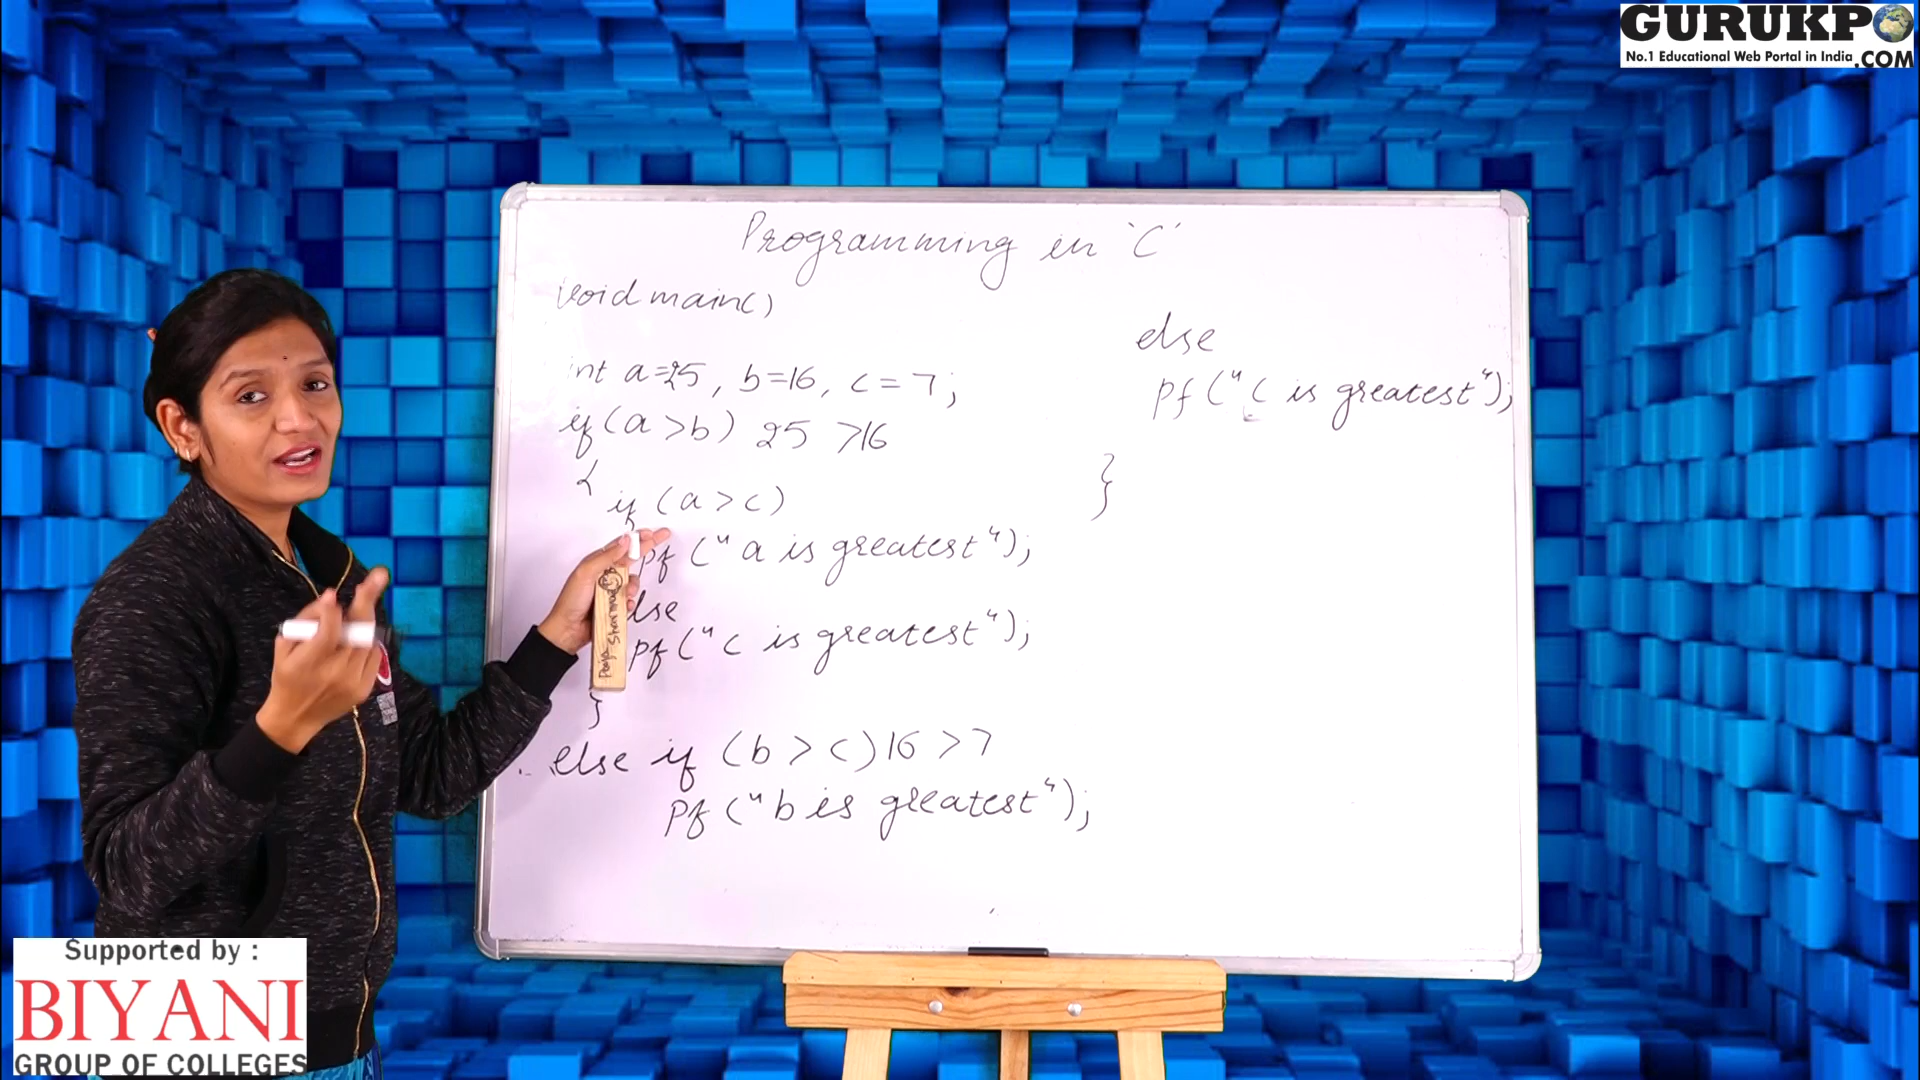 GURUKPO
No.1 Educational Web Portal in India .COM
Programming in 'C'
void main()
int a=25, b=16, c=7;
if (a>b) 25 >16
{
if (a>c)
pf ("a is greatest");
lse
pf ("c is greatest");
}
else if (b>c) 16>7
pf ("b is greatest");
else
pf ("c is greatest");
}
Supported by :
BIYANI
GROUP OF COLLEGES